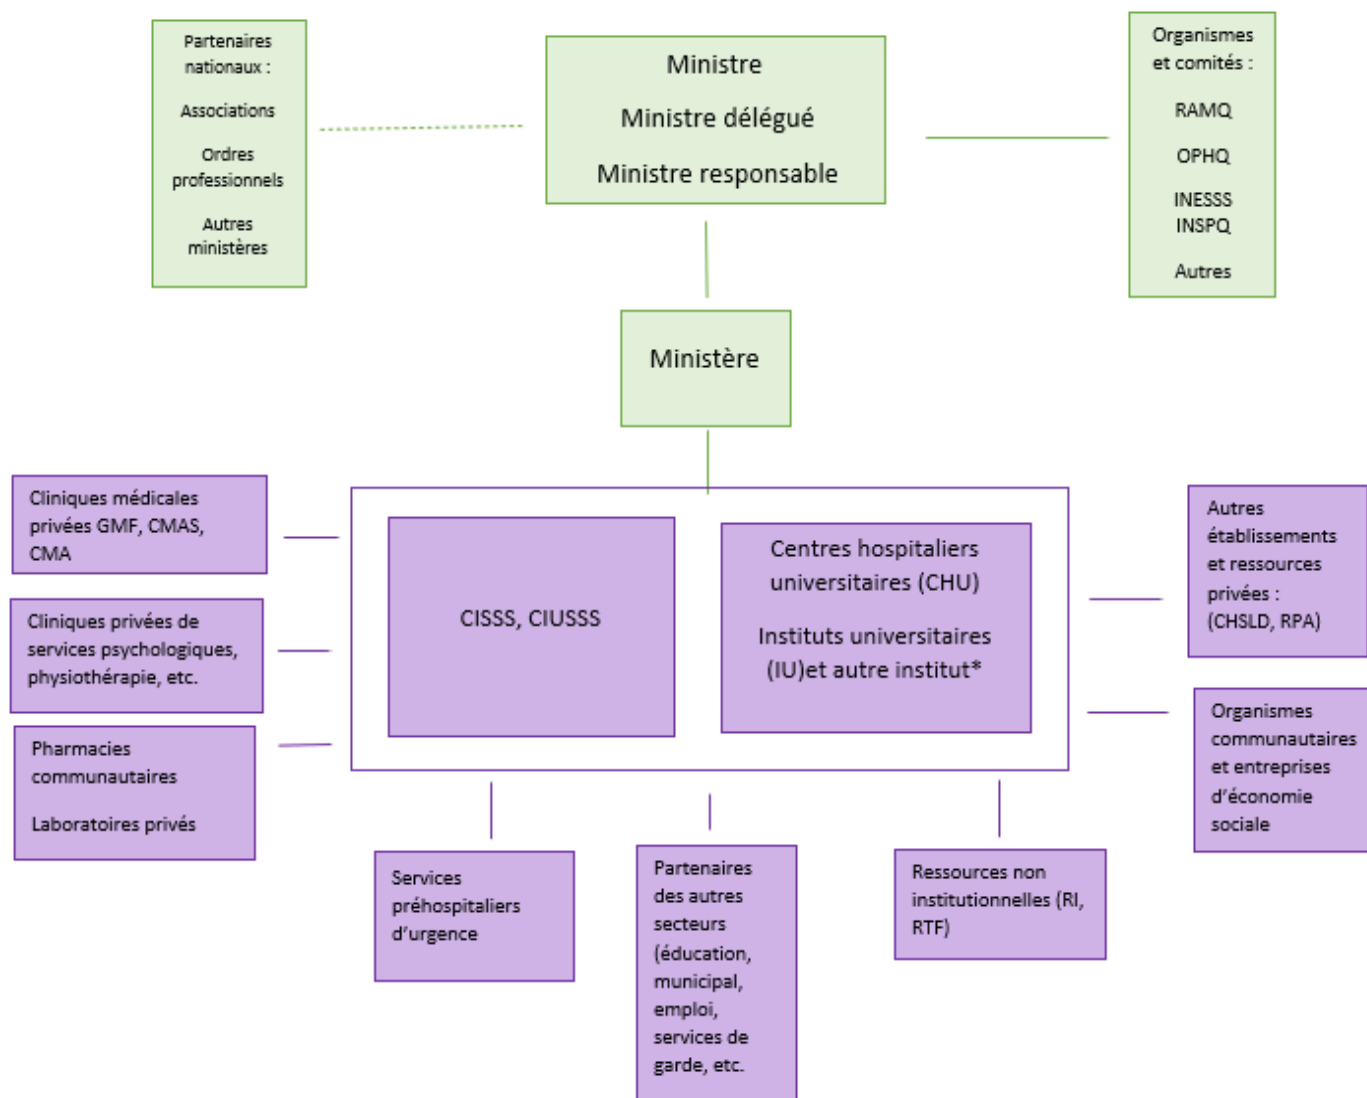 Partenaires
nationaux :
Associations
Ordres
professionnels
Autres
ministères
Ministre
Ministre délégué
Ministre responsable
Organismes
et comités :
RAMQ
OPHQ
INESSS
INSPQ
Autres
Ministère
Cliniques médicales
privées GMF, CMAS,
CMA
Cliniques privées de
services psychologiques,
physiothérapie, etc.
Pharmacies
communautaires
Laboratoires privés
CISSS, CIUSSS
Centres hospitaliers
universitaires (CHU)
Instituts universitaires
(IU)et autre institut*
Autres
établissements
et ressources
privées :
(CHSLD, RPA)
Organismes
communautaires
et entreprises
d’économie
sociale
Services
préhospitaliers
d’urgence
Partenaires
des autres
secteurs
(éducation,
municipal,
emploi,
services de
garde, etc.
Ressources non
institutionnelles (RI,
RTF)